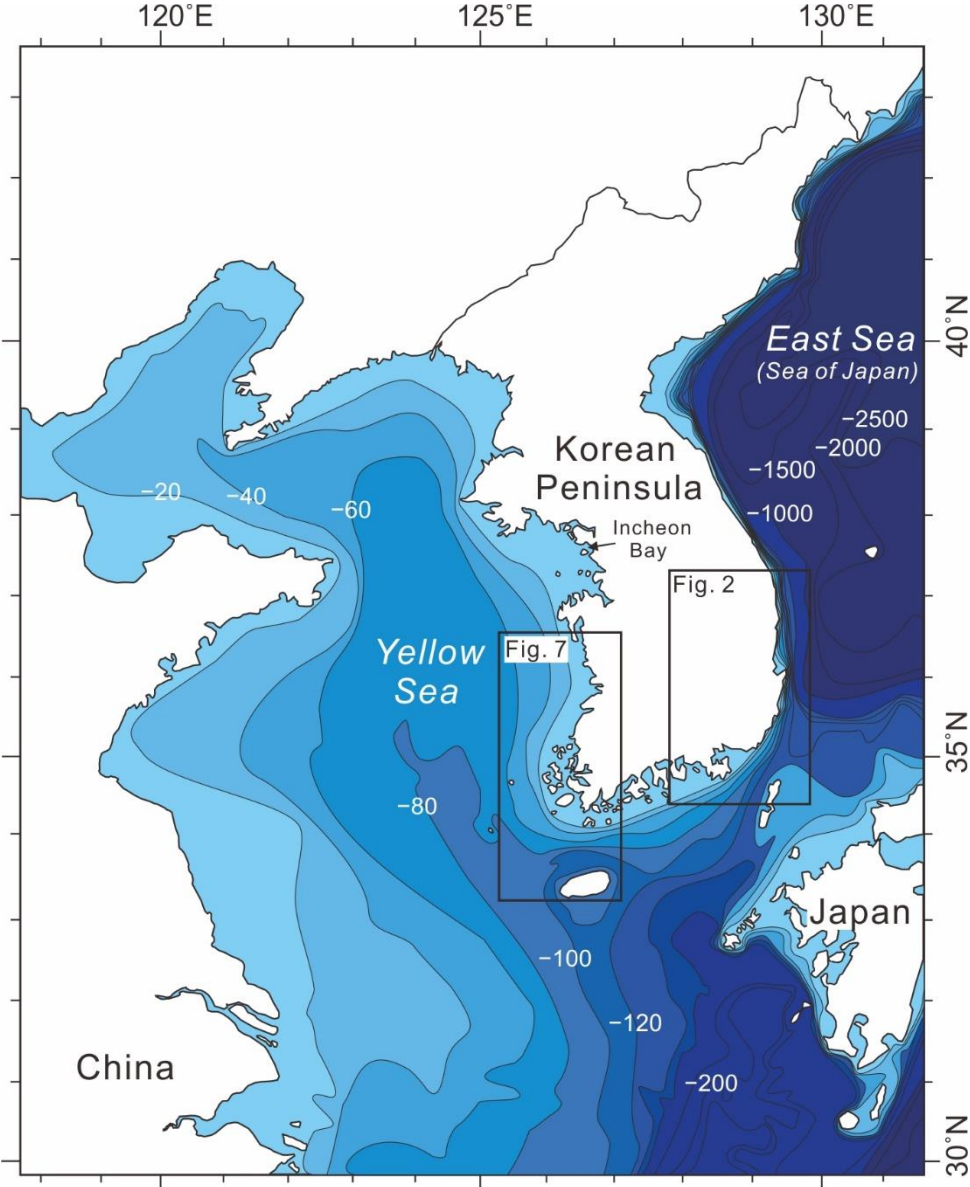 120°E
125°E
130°E
40°N
East Sea
(Sea of Japan)
−2500
−2000
Korean
Peninsula
−1500
−20
−40
−60
−1000
Incheon
Bay
Fig. 2
Yellow
Sea
Fig. 7
35°N
−80
Japan
−100
−120
China
−200
30°N